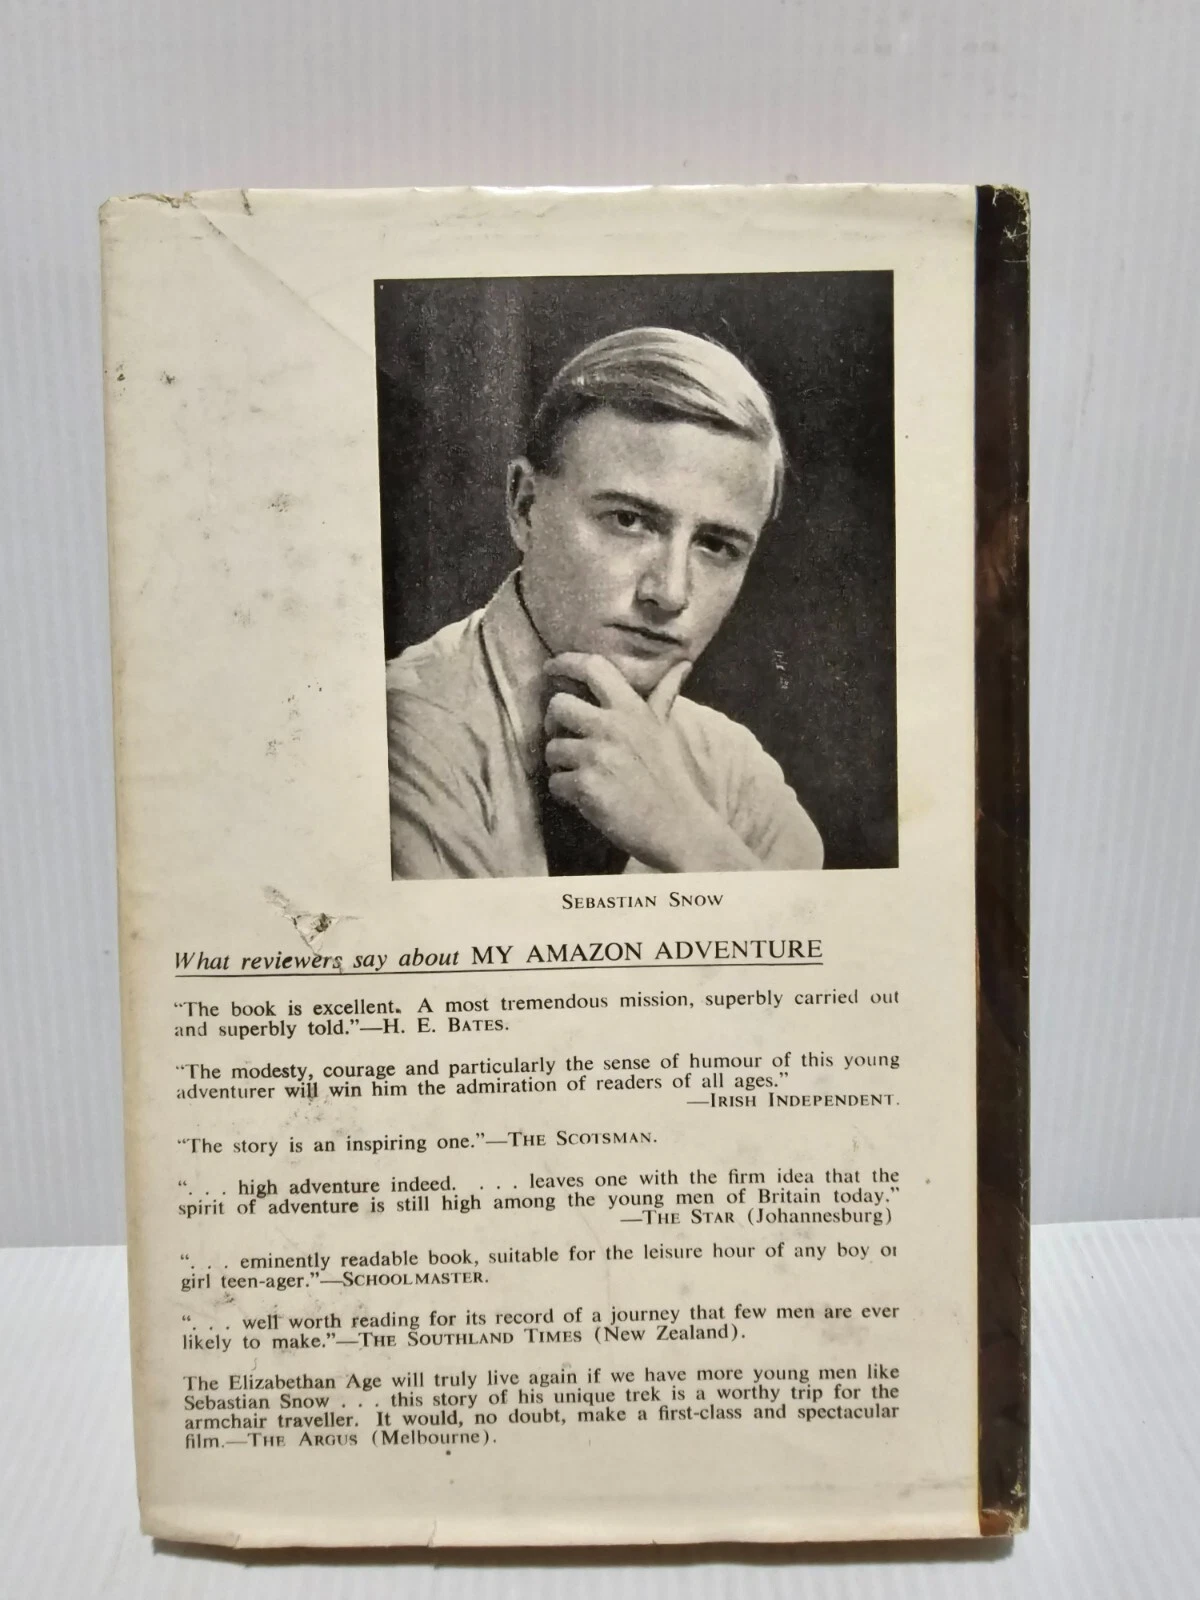 SEBASTIAN SNOW
What reviewers say about MY AMAZON ADVENTURE
“The book is excellent. A most tremendous mission, superbly carried out
and superbly told.”—H. E. BATES.
“The modesty, courage and particularly the sense of humour of this young
adventurer will win him the admiration of readers of all ages.”
—IRISH INDEPENDENT.
“The story is an inspiring one.”—THE SCOTSMAN.
“. . . high adventure indeed. . . . leaves one with the firm idea that the
spirit of adventure is still high among the young men of Britain today.”
—THE STAR (Johannesburg)
“. . . eminently readable book, suitable for the leisure hour of any boy or
girl teen-ager.”—SCHOOLMASTER.
“. . . well worth reading for its record of a journey that few men are ever
likely to make.”—THE SOUTHLAND TIMES (New Zealand).
The Elizabethan Age will truly live again if we have more young men like
Sebastian Snow . . . this story of his unique trek is a worthy trip for the
armchair traveller. It would, no doubt, make a first-class and spectacular
film.—THE ARGUS (Melbourne).